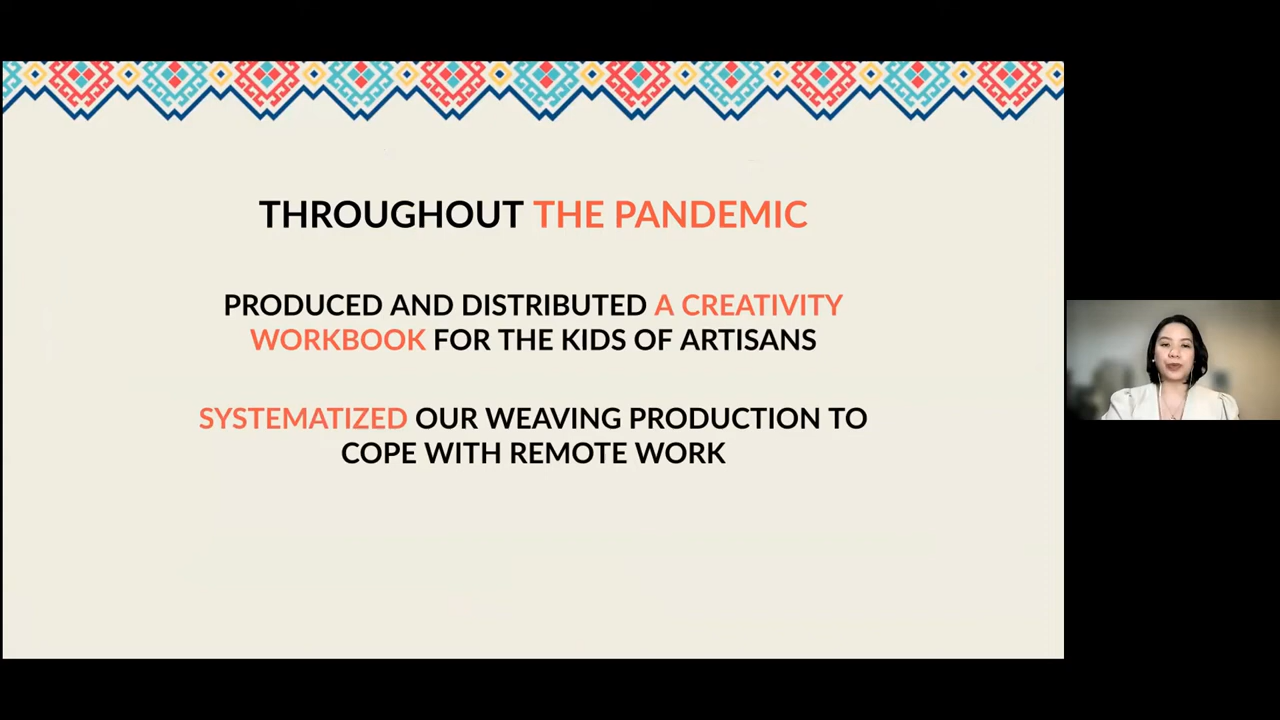 THROUGHOUT THE PANDEMIC
PRODUCED AND DISTRIBUTED A CREATIVITY
WORKBOOK FOR THE KIDS OF ARTISANS
SYSTEMATIZED OUR WEAVING PRODUCTION TO
COPE WITH REMOTE WORK